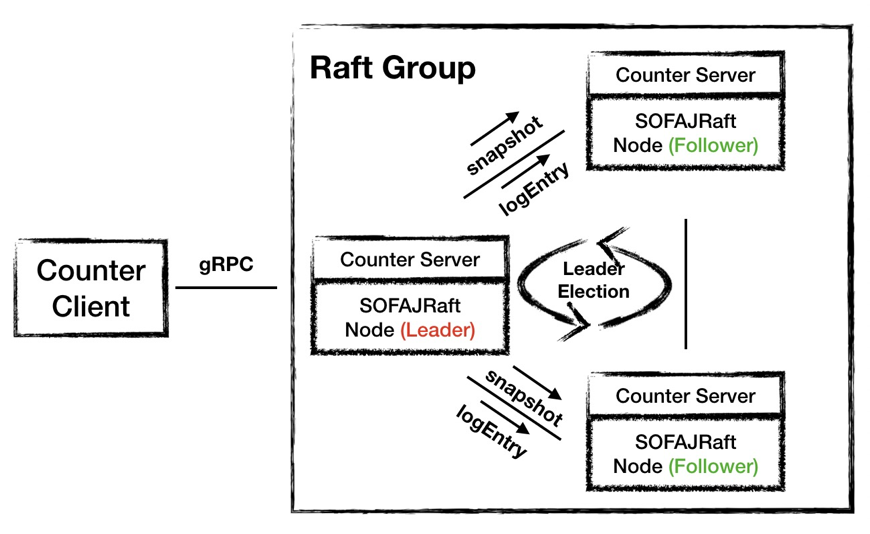 Raft Group
Counter Server
SOFAJRaft
Node (Follower)
snapshot
logEntry
Counter
Client
gRPC
Counter Server
SOFAJRaft
Node (Leader)
Leader
Election
snapshot
logEntry
Counter Server
SOFAJRaft
Node (Follower)